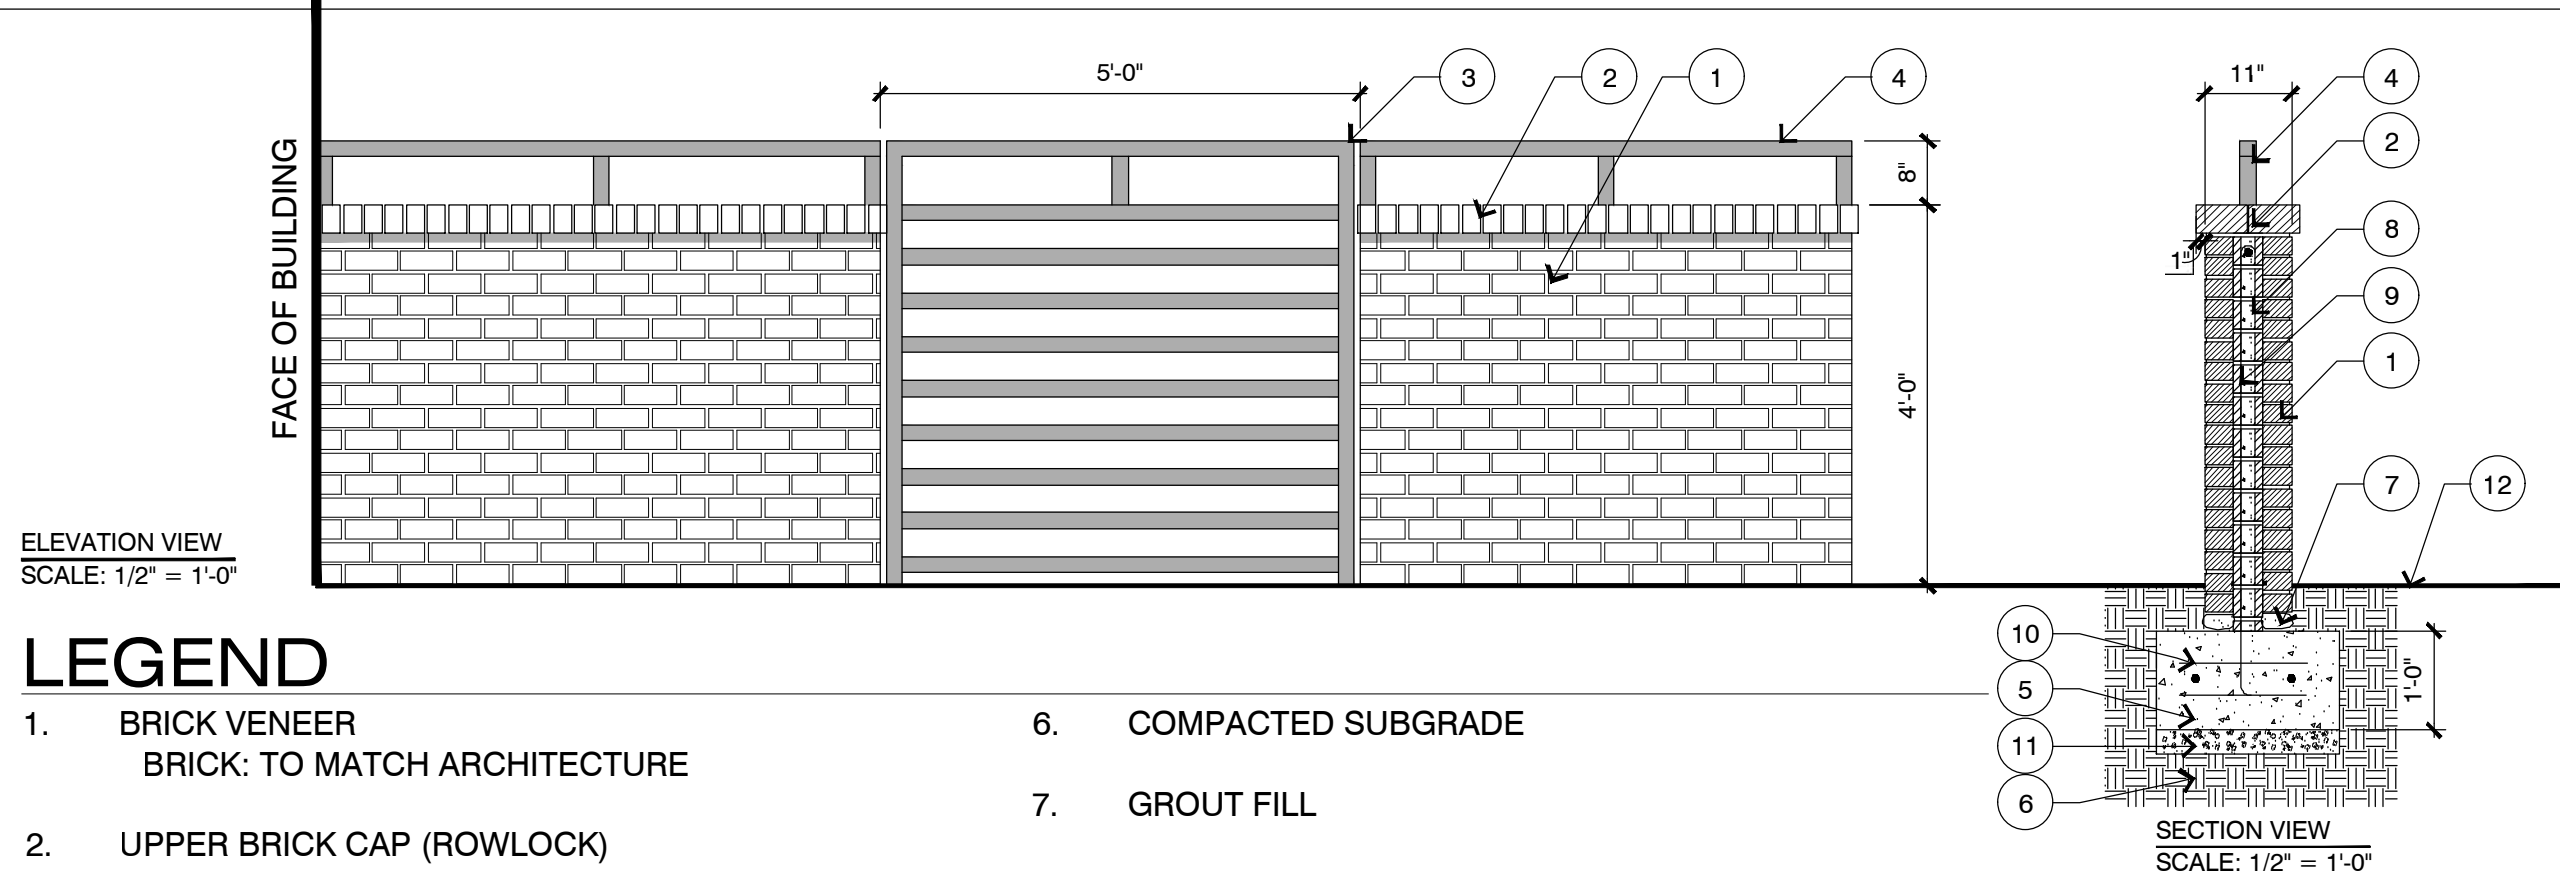 5'-0"
3
2
1
4
11"
4
2
8"
8
1"
9
1
4'-0"
FACE OF BUILDING
7
12
ELEVATION VIEW
SCALE: 1/2" = 1'-0"
LEGEND
1. BRICK VENEER
BRICK: TO MATCH ARCHITECTURE
2. UPPER BRICK CAP (ROWLOCK)
6. COMPACTED SUBGRADE
7. GROUT FILL
10
5
11
6
1'-0"
SECTION VIEW
SCALE: 1/2" = 1'-0"